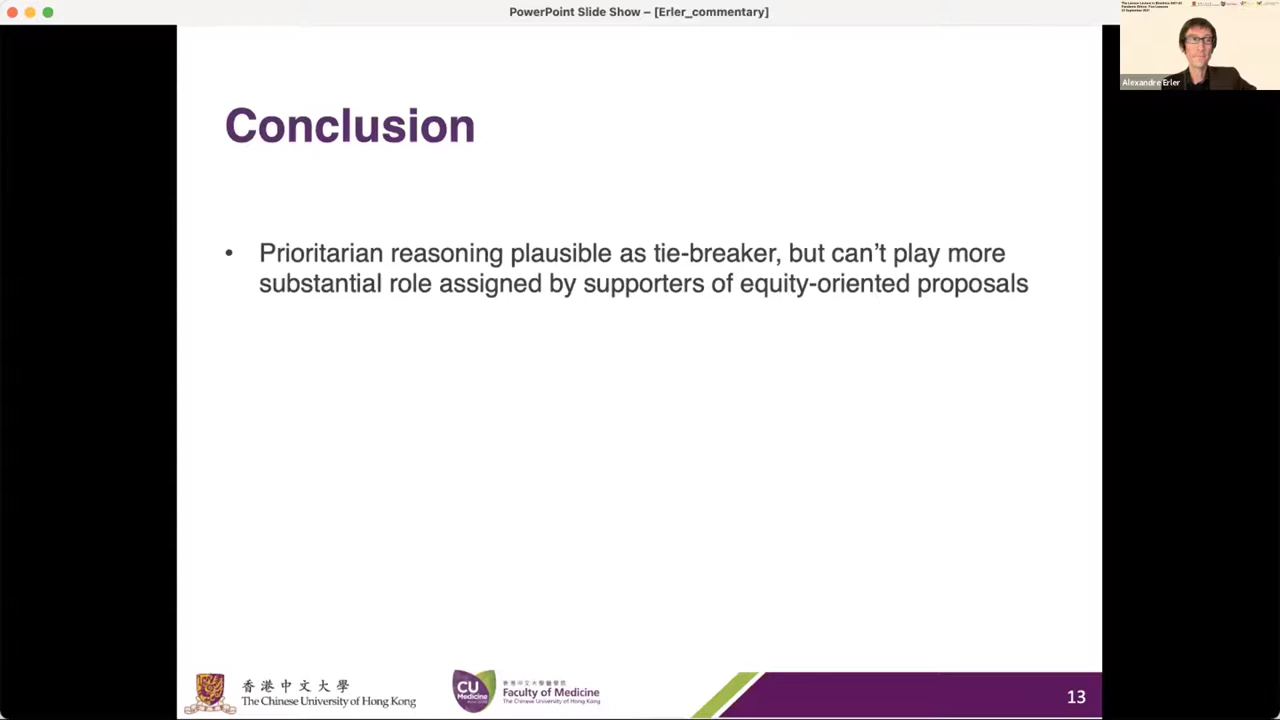 PowerPoint Slide Show – [Erler_commentary]
Alexandre Erler
Conclusion
• Prioritarian reasoning plausible as tie-breaker, but can’t play more
substantial role assigned by supporters of equity-oriented proposals
香港中文大學
The Chinese University of Hong Kong
CU
Medicine
香港中文大學醫學院
Faculty of Medicine
The Chinese University of Hong Kong
13